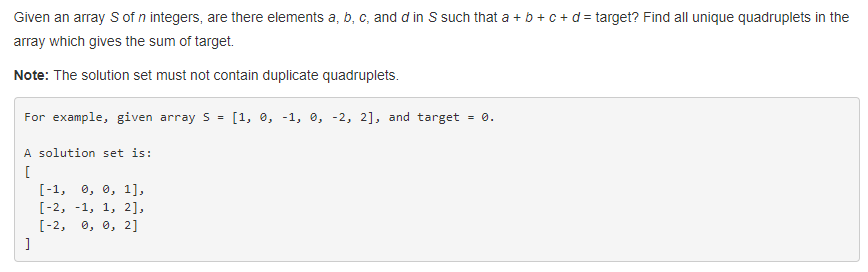 Given an array S of n integers, are there elements a, b, c, and d in S such that a + b + c + d = target? Find all unique quadruplets in the
array which gives the sum of target.
Note: The solution set must not contain duplicate quadruplets.
For example, given array S = [1, 0, -1, 0, -2, 2], and target = 0.
A solution set is:
[
  [-1,  0, 0, 1],
  [-2, -1, 1, 2],
  [-2,  0, 0, 2]
]